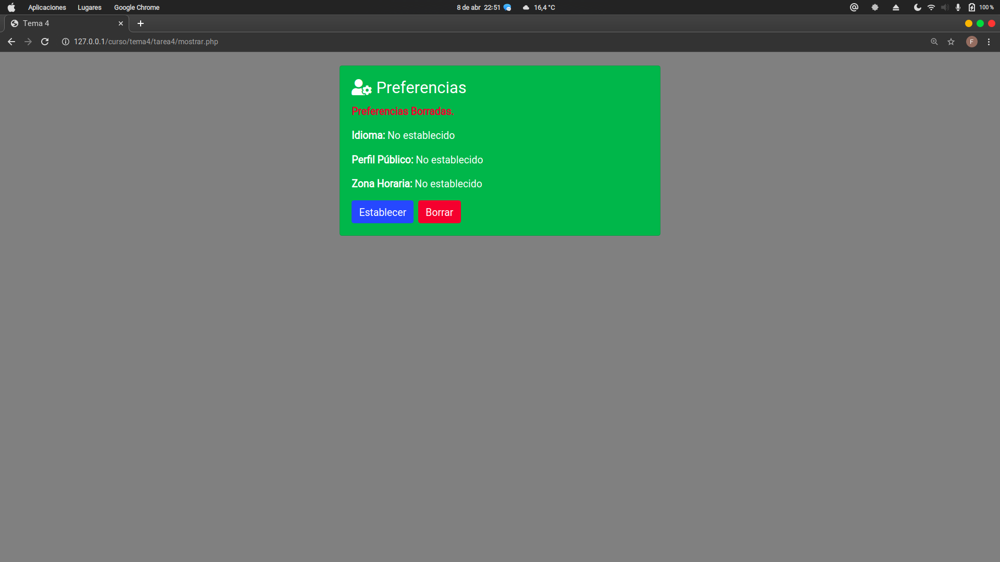 Aplicaciones Lugares Google Chrome 8 de abr 22:51 16,4 °C 100 %
Tema 4
127.0.0.1/curso/tema4/tarea4/mostrar.php
F
Preferencias
Preferencias Borradas.
Idioma: No establecido
Perfil Público: No establecido
Zona Horaria: No establecido
Establecer Borrar